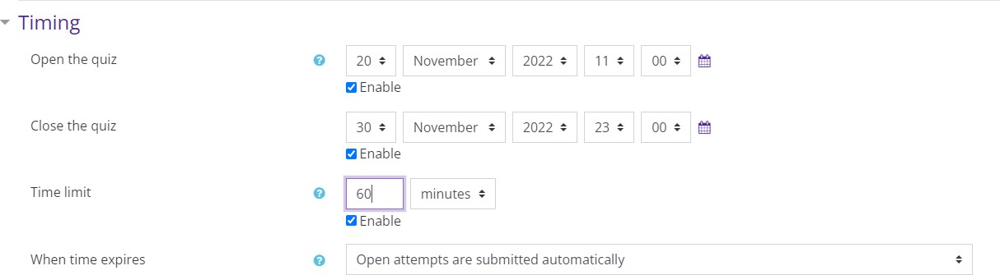 Timing
Open the quiz 20 November 2022 11 00
Enable
Close the quiz 30 November 2022 23 00
Enable
Time limit 60 minutes
Enable
When time expires Open attempts are submitted automatically